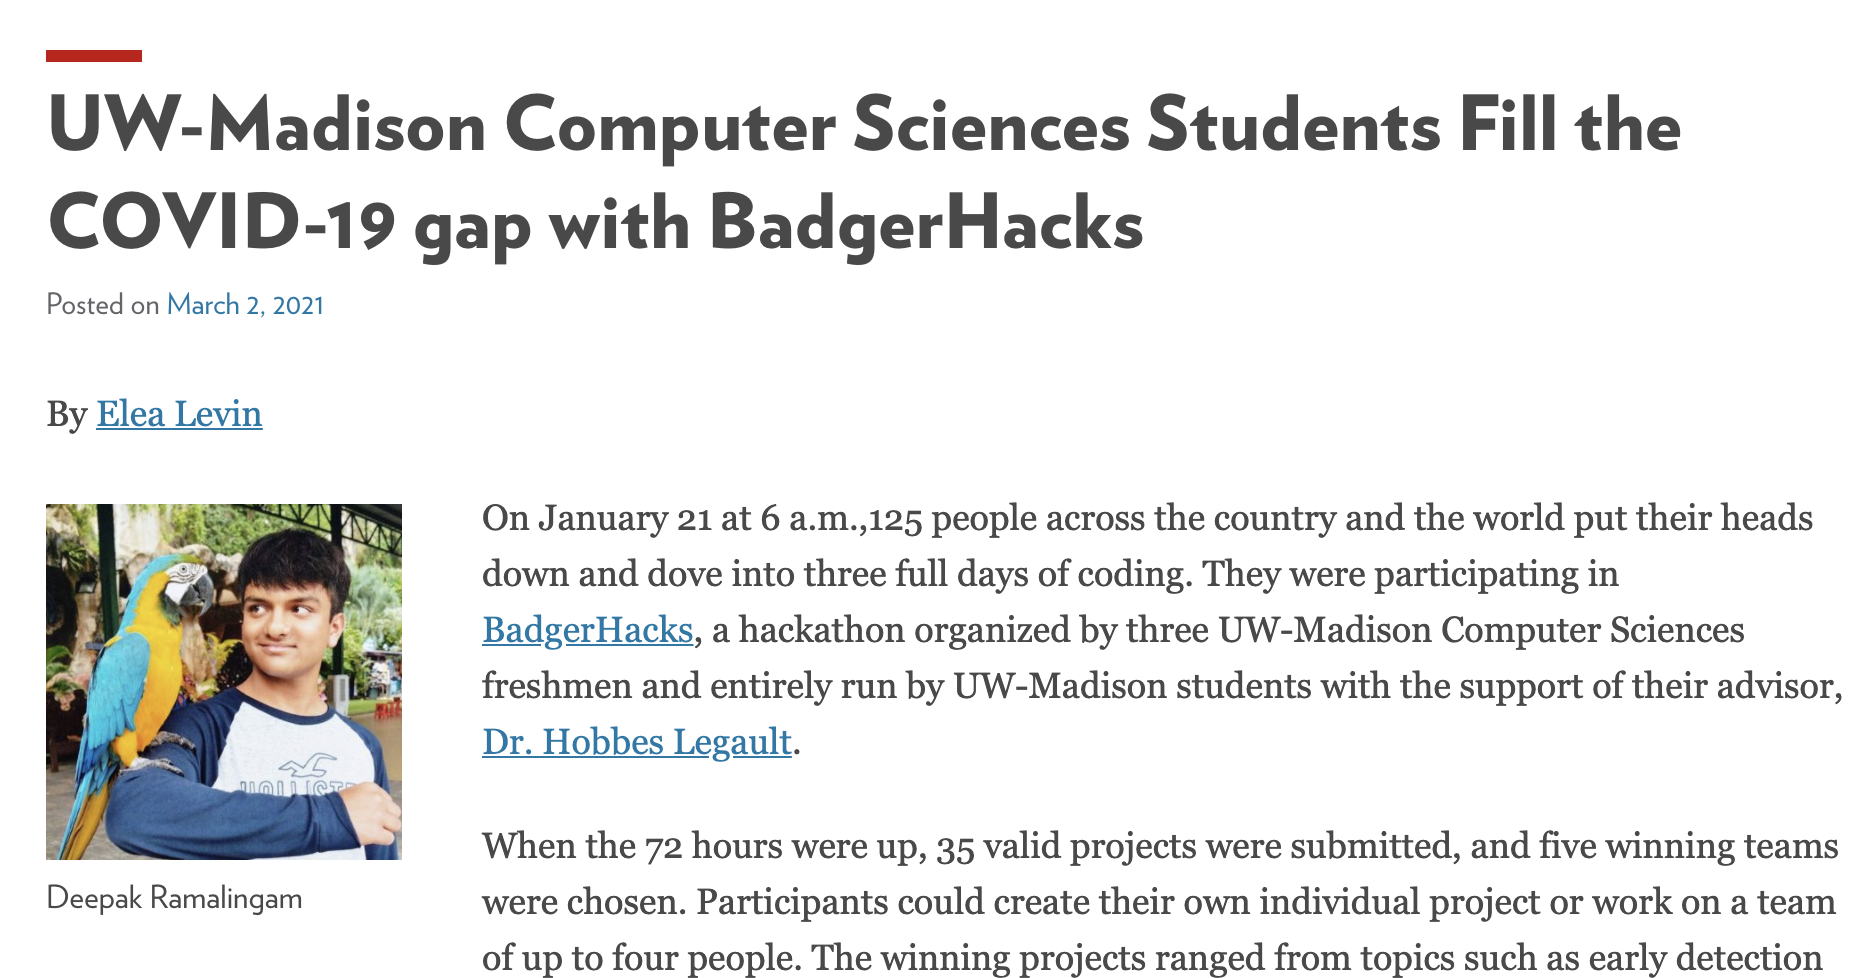 UW-Madison Computer Sciences Students Fill the
COVID-19 gap with BadgerHacks
Posted on March 2, 2021
By Elea Levin
On January 21 at 6 a.m.,125 people across the country and the world put their heads
down and dove into three full days of coding. They were participating in
BadgerHacks, a hackathon organized by three UW-Madison Computer Sciences
freshmen and entirely run by UW-Madison students with the support of their advisor,
Dr. Hobbes Legault.
When the 72 hours were up, 35 valid projects were submitted, and five winning teams
were chosen. Participants could create their own individual project or work on a team
of up to four people. The winning projects ranged from topics such as early detection
HOLLISTE
Deepak Ramalingam